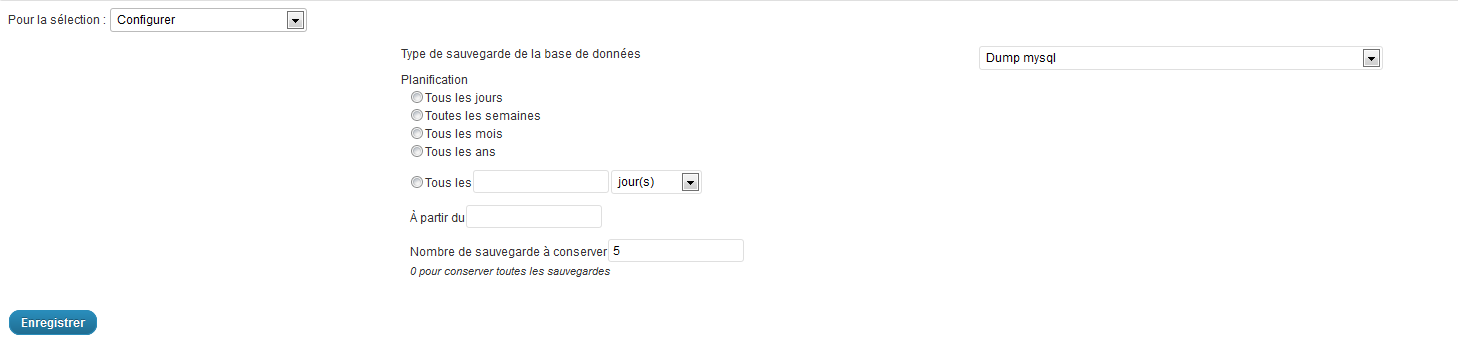 Pour la sélection : Configurer
Type de sauvegarde de la base de données Dump mysql
Planification
Tous les jours
Toutes les semaines
Tous les mois
Tous les ans
Tous les jour(s)
À partir du
Nombre de sauvegarde à conserver 5
0 pour conserver toutes les sauvegardes
Enregistrer